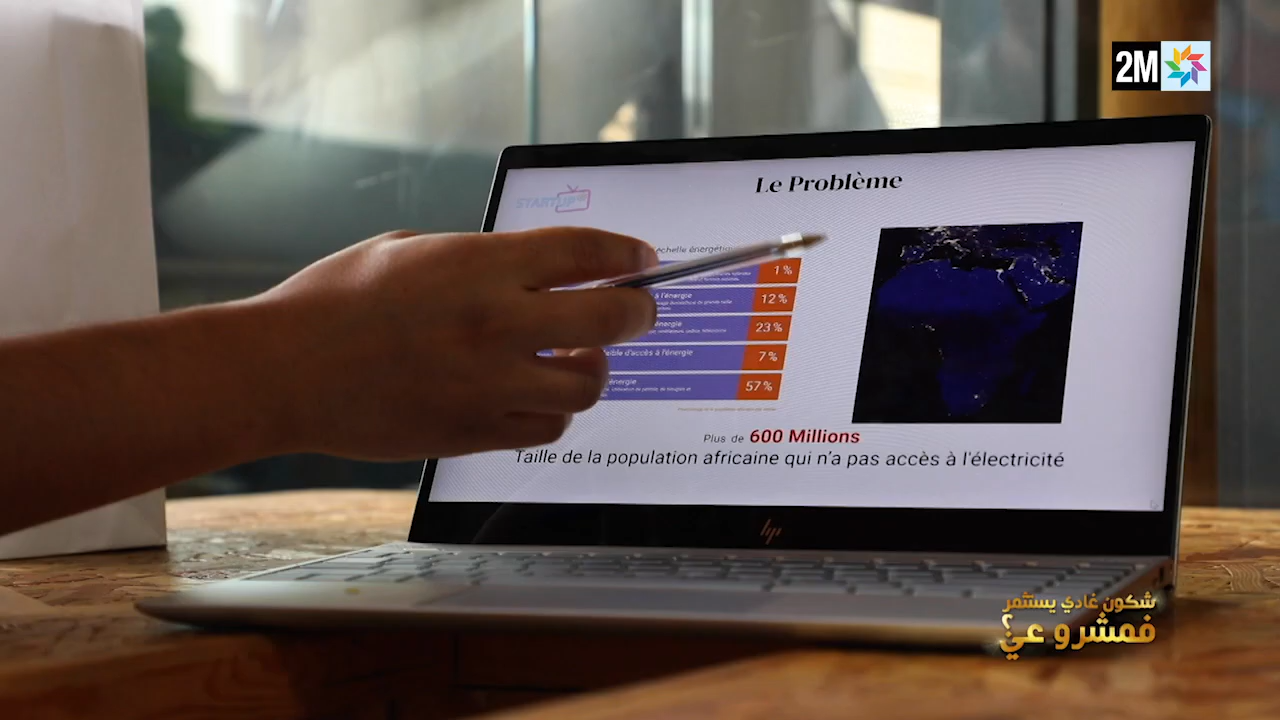 2M
Le Problème
STARTUP
échelle énergétique
1%
à l'énergie
12%
énergie
23%
faible d'accès à l'énergie
7%
énergie
57%
Plus de 600 Millions
Taille de la population africaine qui n'a pas accès à l'électricité
hp
شكون غادي يستثمر
فمشروعي؟